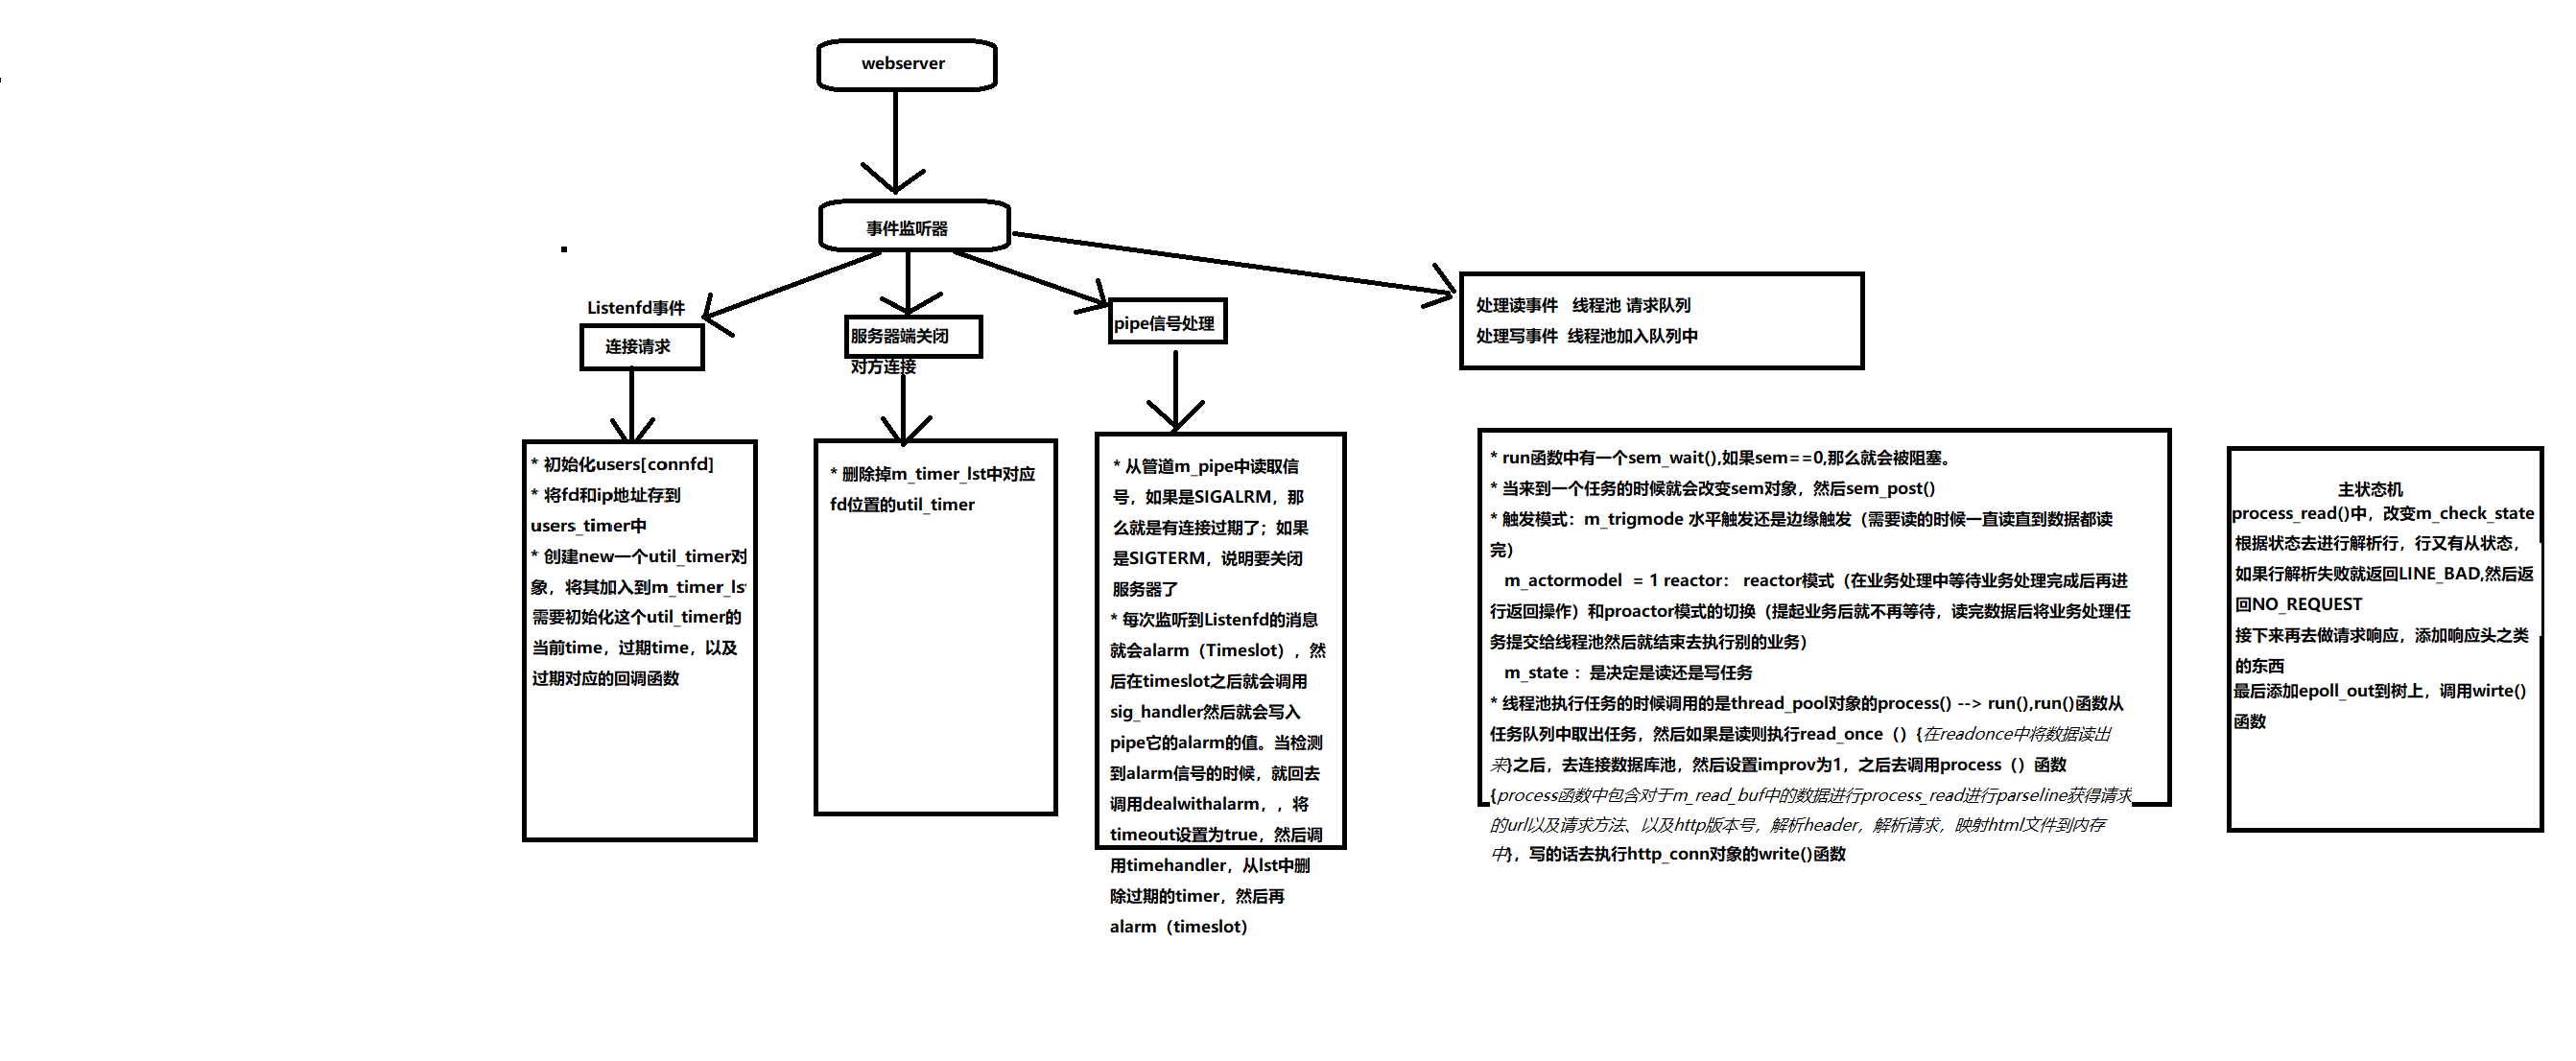 webserver
事件监听器
Listenfd事件
连接请求
服务器端关闭
对方连接
pipe信号处理
处理读事件   线程池 请求队列
处理写事件  线程池加入队列中
* 初始化users[connfd]
* 将fd和ip地址存到
users_timer中
* 创建new一个util_timer对
象，将其加入到m_timer_lst
需要初始化这个util_timer的
当前time，过期time，以及
过期对应的回调函数
* 删除掉m_timer_lst中对应
fd位置的util_timer
* 从管道m_pipe中读取信
号，如果是SIGALRM，那
么就是有连接过期了；如果
是SIGTERM，说明要关闭
服务器了
* 每次监听到Listenfd的消息
就会alarm（Timeslot）, 然
后在timeslot之后就会调用
sig_handler然后就会写入
pipe它的alarm的值。当检测
到alarm信号的时候，就回去
调用dealwithalarm，，将
timeout设置为true，然后调
用timehandler，从lst中删
除过期的timer，然后再
alarm（timeslot）
* run函数中有一个sem_wait(),如果sem==0,那么就会被阻塞。
* 当来到一个任务的时候就会改变sem对象，然后sem_post()
* 触发模式：m_trigmode 水平触发还是边缘触发（需要读的时候一直读直到数据都读
完）
m_actormodel  = 1 reactor： reactor模式（在业务处理中等待业务处理完成后再进
行返回操作）和proactor模式的切换（提起业务后就不再等待，读完数据后将业务处理任
务提交给线程池然后就结束去执行别的业务）
m_state ：是决定是读还是写任务
* 线程池执行任务的时候调用的是thread_pool对象的process() --> run(),run()函数从
任务队列中取出任务，然后如果是读则执行read_once（）{在readonce中将数据读出
来}之后，去连接数据库池，然后设置improv为1，之后去调用process（）函数
{process函数中包含对于m_read_buf中的数据进行process_read进行parseline获得请求
的url以及请求方法、以及http版本号，解析header，解析请求，映射html文件到内存
中}，写的话去执行http_conn对象的write()函数
主状态机
process_read()中，改变m_check_state
根据状态去进行解析行，行又有从状态，
如果行解析失败就返回LINE_BAD,然后返
回NO_REQUEST
接下来再去做请求响应，添加响应头之类
的东西
最后添加epoll_out到树上，调用wirte()
函数